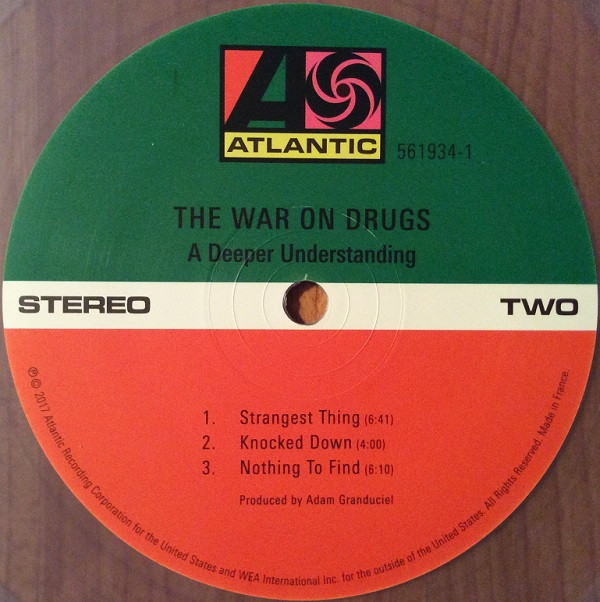 ATLANTIC
561934-1
THE WAR ON DRUGS
A Deeper Understanding
STEREO
TWO
1. Strangest Thing (6:41)
2. Knocked Down (4:00)
3. Nothing To Find (6:10)
Produced by Adam Granduciel
℗ © 2017 Atlantic Recording Corporation for the United States and WEA International Inc. for the outside of the United States. All Rights Reserved. Made in France.